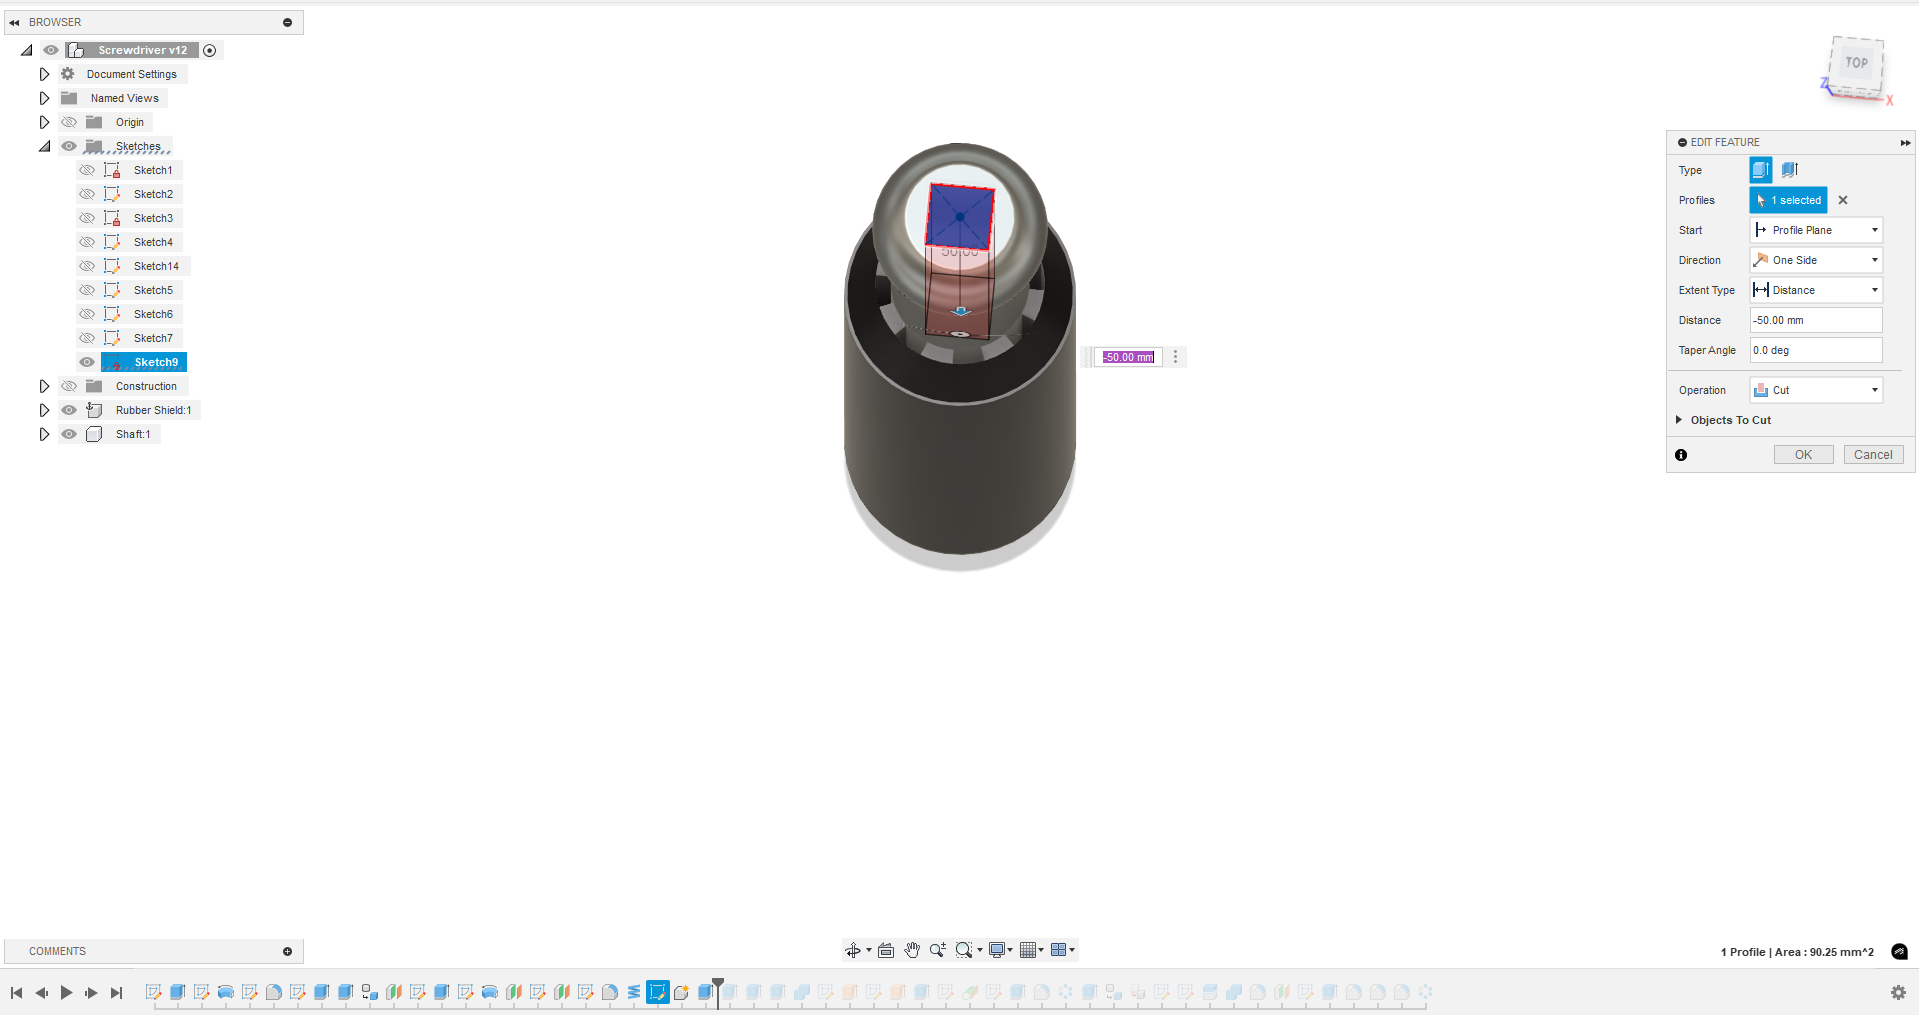 BROWSER
Screwdriver v12
Document Settings
Named Views
Origin
Sketches
Sketch1
Sketch2
Sketch3
Sketch4
Sketch14
Sketch5
Sketch6
Sketch7
Sketch9
Construction
Rubber Shield:1
Shaft:1
50.00
-50.00 mm
TOP
Z
X
EDIT FEATURE
Type
Profiles 1 selected
Start Profile Plane
Direction One Side
Extent Type Distance
Distance -50.00 mm
Taper Angle 0.0 deg
Operation Cut
Objects To Cut
OK Cancel
COMMENTS
1 Profile | Area : 90.25 mm^2